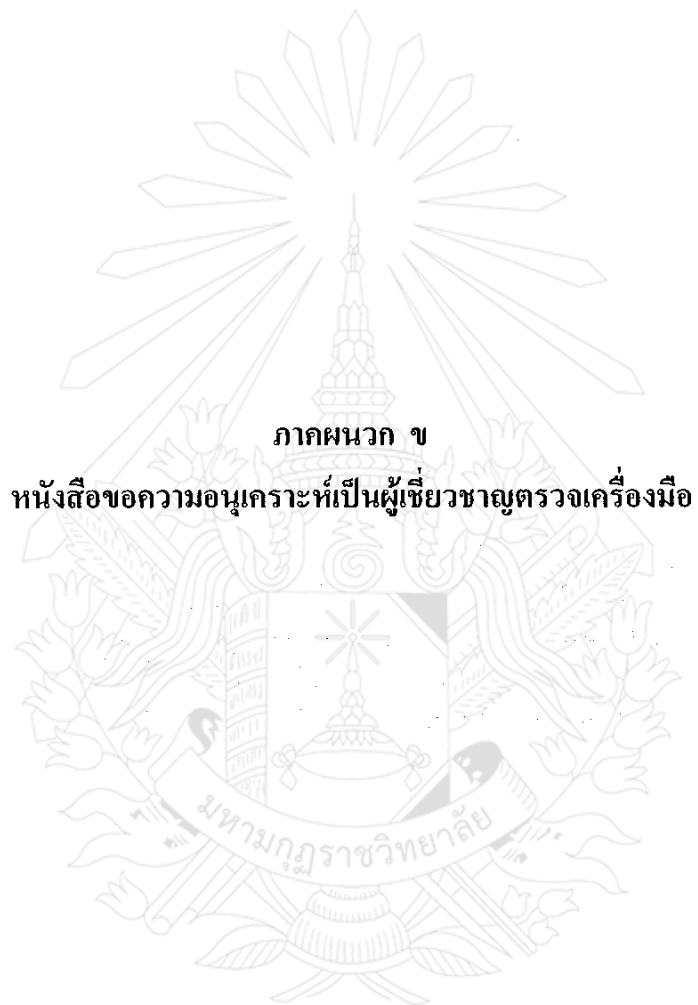 ภาคผนวก ข
หนังสือขอความอนุเคราะห์เป็นผู้เชี่ยวชาญตรวจเครื่องมือ
มหามกุฏราชวิทยาลัย